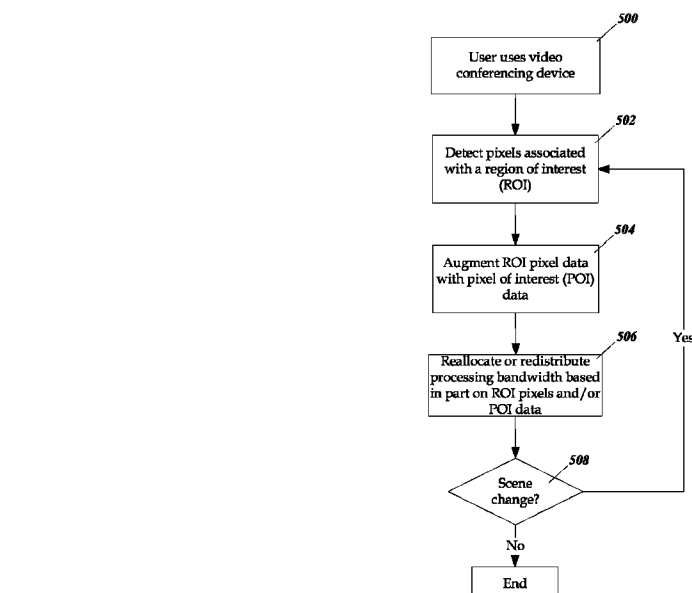 500
User uses video
conferencing device
502
Detect pixels associated
with a region of interest
(ROI)
504
Augment ROI pixel data
with pixel of interest (POI)
data
506
Reallocate or redistribute
processing bandwidth based
in part on ROI pixels and/or
POI data
Yes
508
Scene
change?
No
End